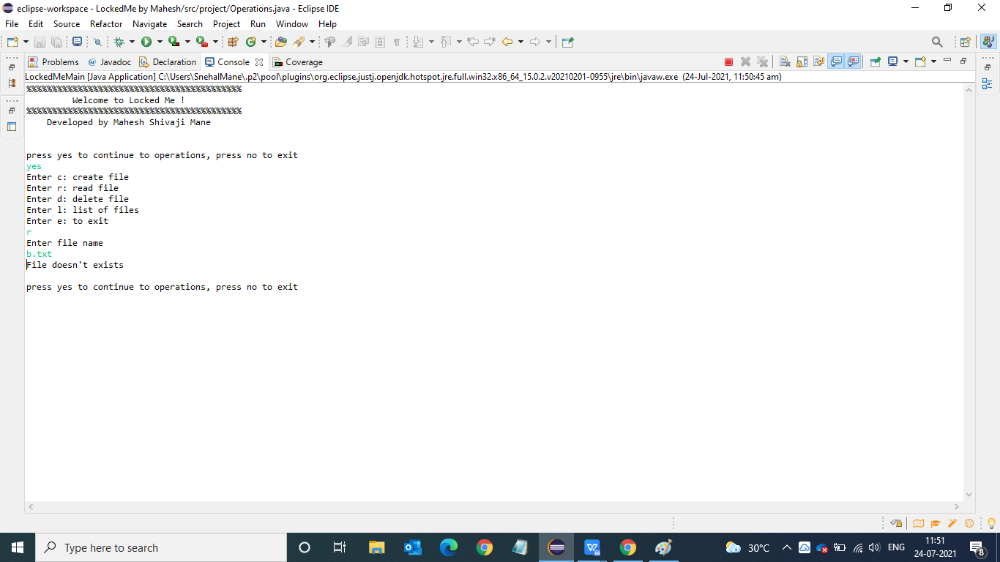 eclipse-workspace - LockedMe by Mahesh/src/project/Operations.java - Eclipse IDE
File Edit Source Refactor Navigate Search Project Run Window Help
Problems @ Javadoc Declaration Console Coverage
LockedMeMain [Java Application] C:\Users\SnehalMane\.p2\pool\plugins\org.eclipse.justj.openjdk.hotspot.jre.full.win32.x86_64_15.0.2.v20210201-0955\jre\bin\javaw.exe (24-Jul-2021, 11:50:45 am)
%%%%%%%%%%%%%%%%%%%%%%%%%%%%%%%%%%%%%%%%%%
Welcome to Locked Me !
%%%%%%%%%%%%%%%%%%%%%%%%%%%%%%%%%%%%%%%%%%
Developed by Mahesh Shivaji Mane
press yes to continue to operations, press no to exit
yes
Enter c: create file
Enter r: read file
Enter d: delete file
Enter l: list of files
Enter e: to exit
r
Enter file name
b.txt
File doesn't exists
press yes to continue to operations, press no to exit
Type here to search
30°C
ENG
11:51
24-07-2021
8